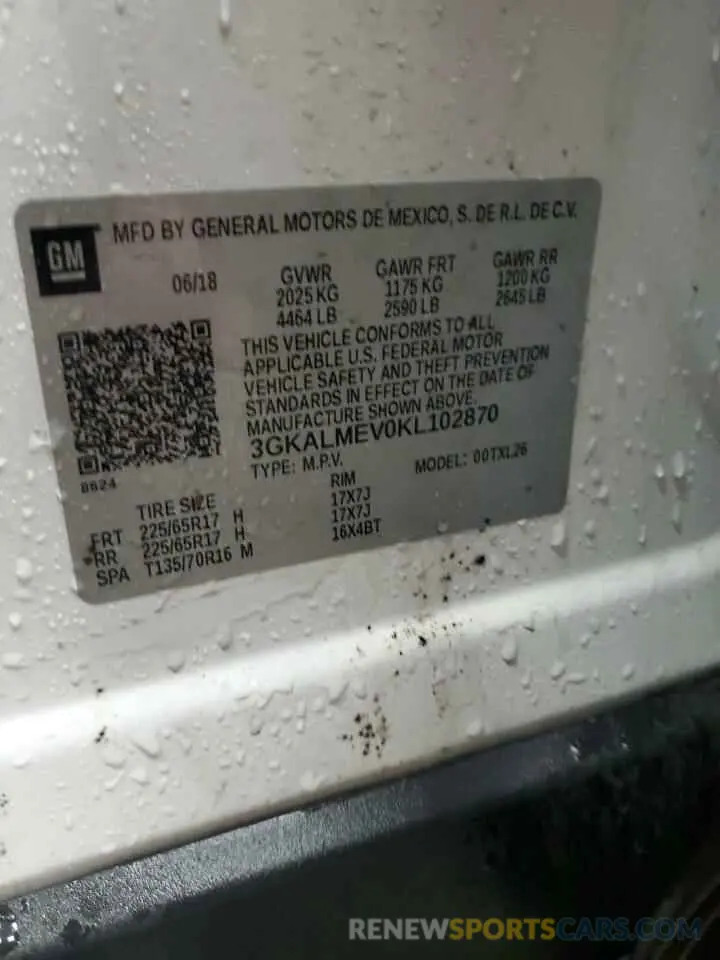 MFD BY GENERAL MOTORS DE MEXICO, S. DE R.L. DE C.V.
GM
06/18
GVWR GAWR FRT GAWR RR
2025 KG 1175 KG 1200 KG
4464 LB 2590 LB 2645 LB
THIS VEHICLE CONFORMS TO ALL
APPLICABLE U.S. FEDERAL MOTOR
VEHICLE SAFETY AND THEFT PREVENTION
STANDARDS IN EFFECT ON THE DATE OF
MANUFACTURE SHOWN ABOVE.
3GKALMEV0KL102870
8624
TYPE: M.P.V. MODEL: 00TXL26
TIRE SIZE RIM
FRT 225/65R17 H 17X7J
RR 225/65R17 H 17X7J
SPA T135/70R16 M 16X4BT
RENEWSPORTSCARS.COM